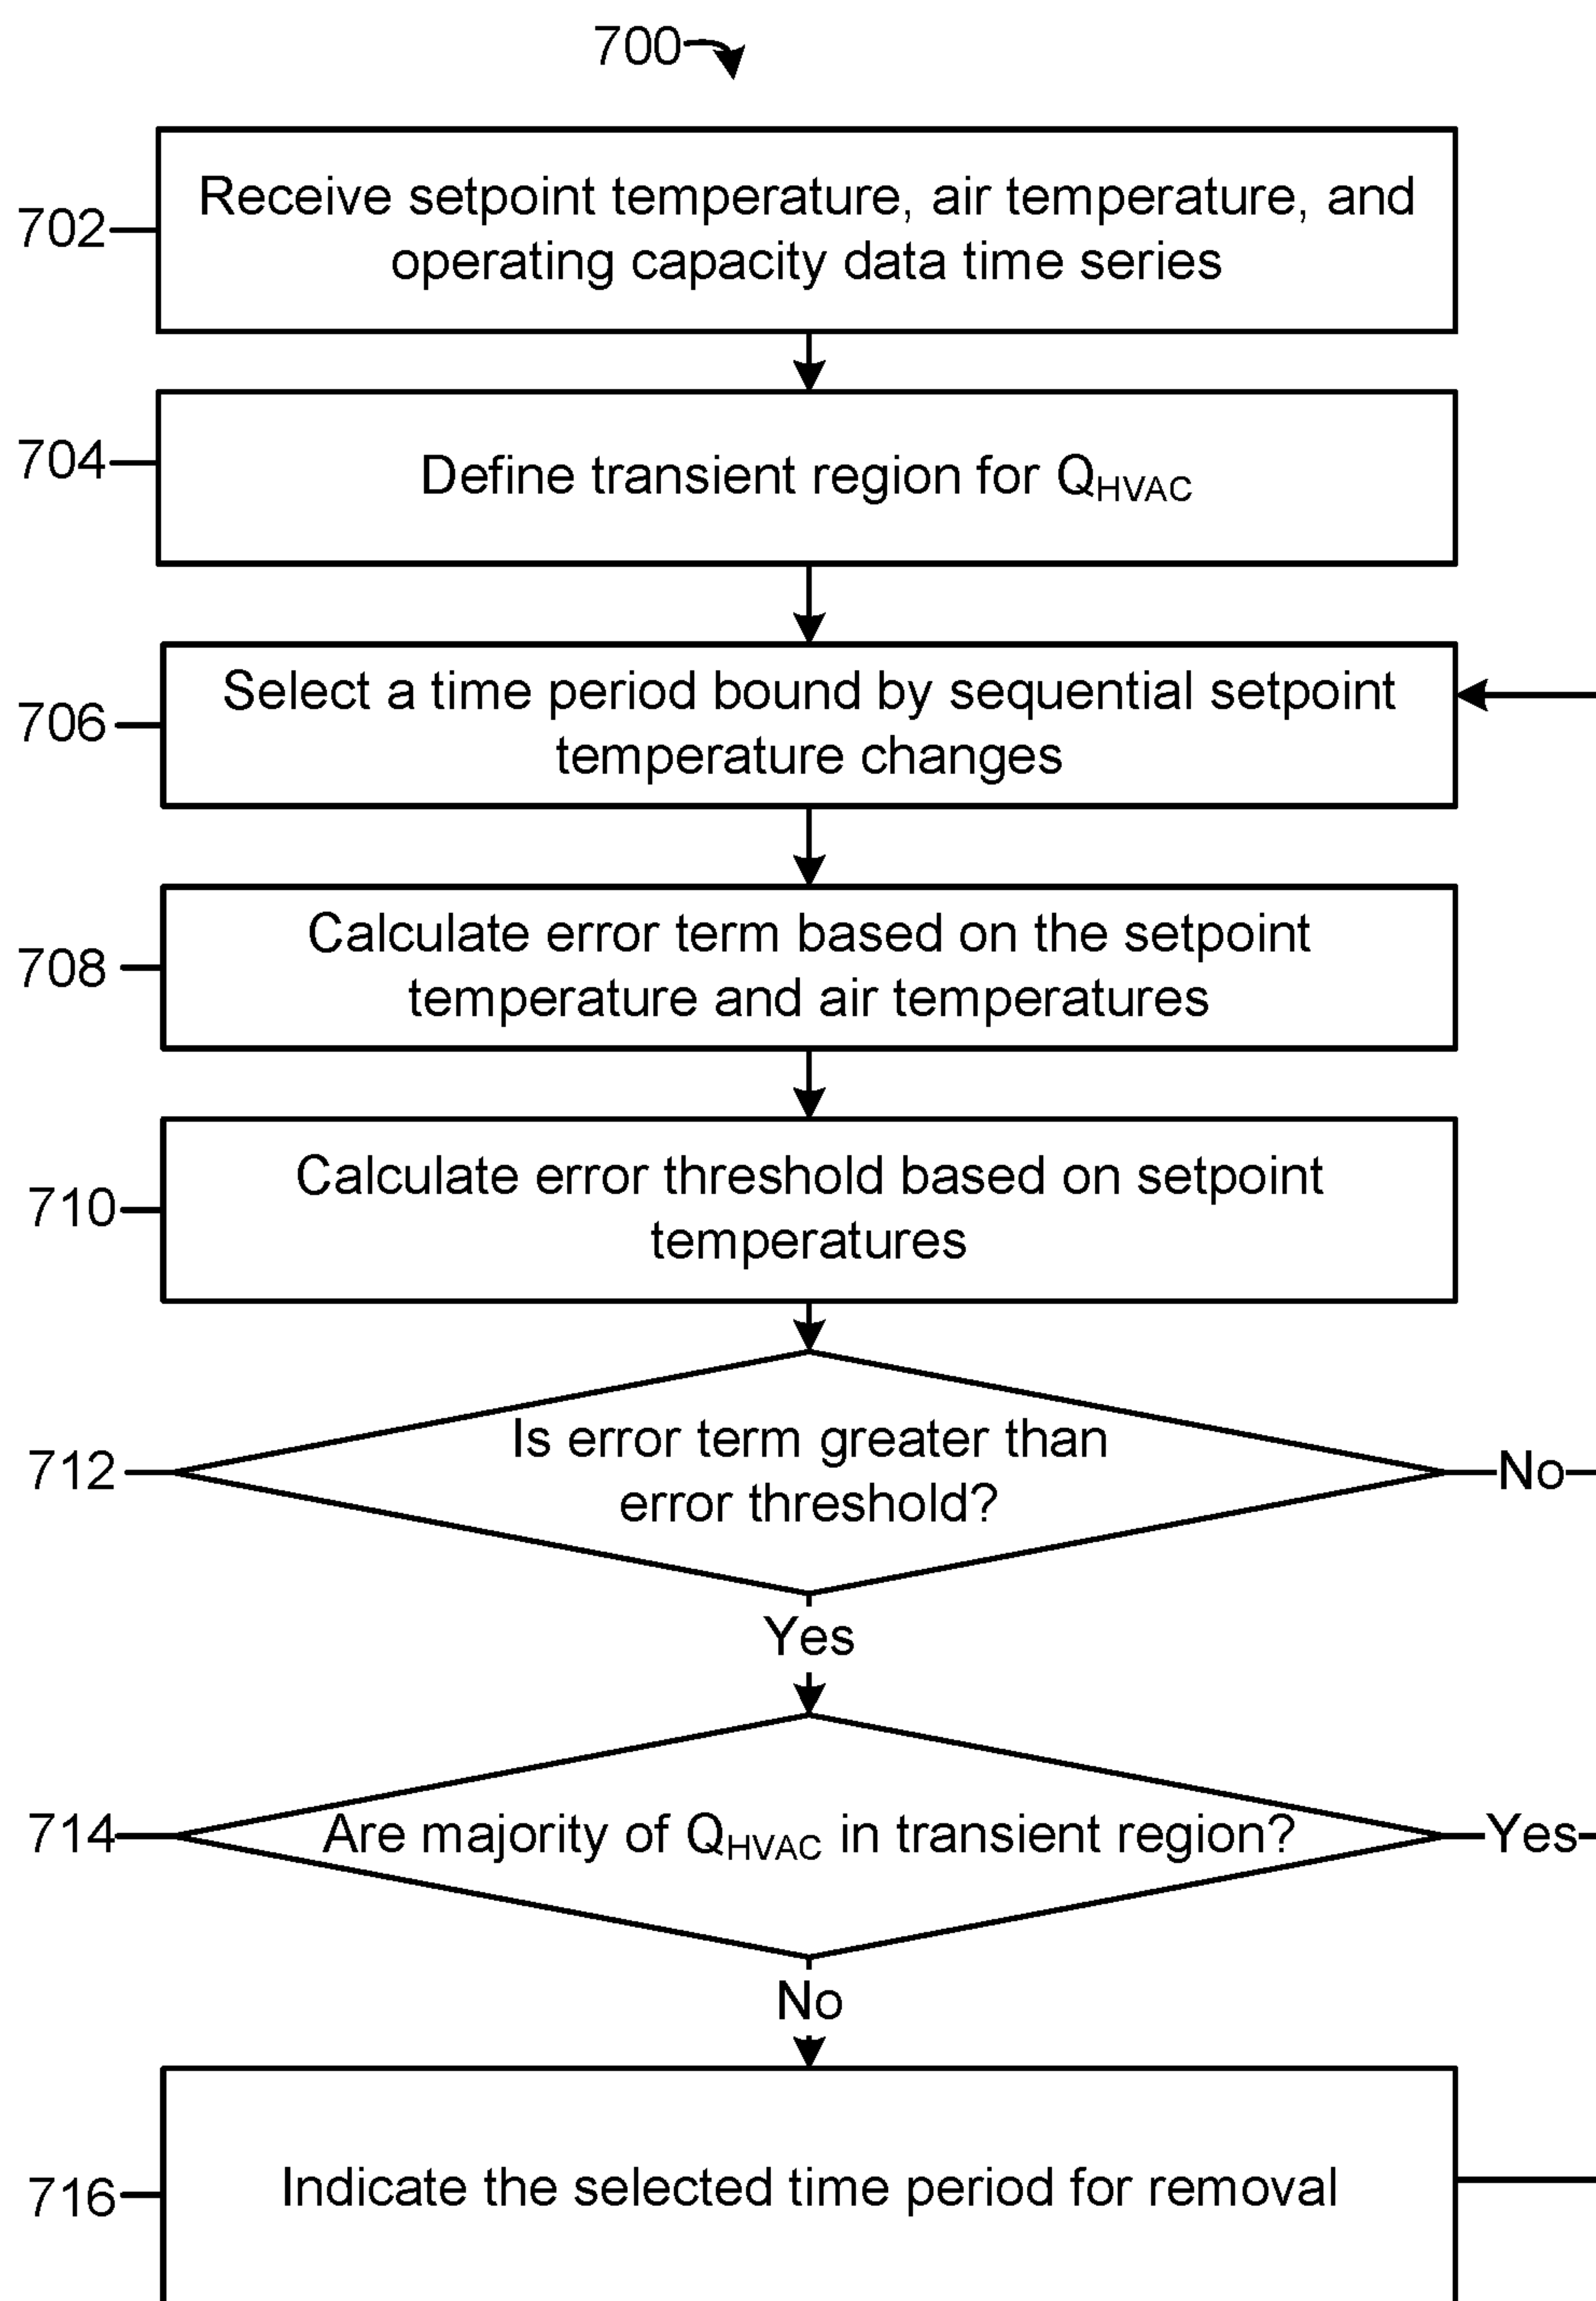 700
702
Receive setpoint temperature, air temperature, and
operating capacity data time series
704
Define transient region for QHVAC
706
Select a time period bound by sequential setpoint
temperature changes
708
Calculate error term based on the setpoint
temperature and air temperatures
710
Calculate error threshold based on setpoint
temperatures
712
Is error term greater than
error threshold?
No
Yes
714
Are majority of QHVAC in transient region?
Yes
No
716
Indicate the selected time period for removal